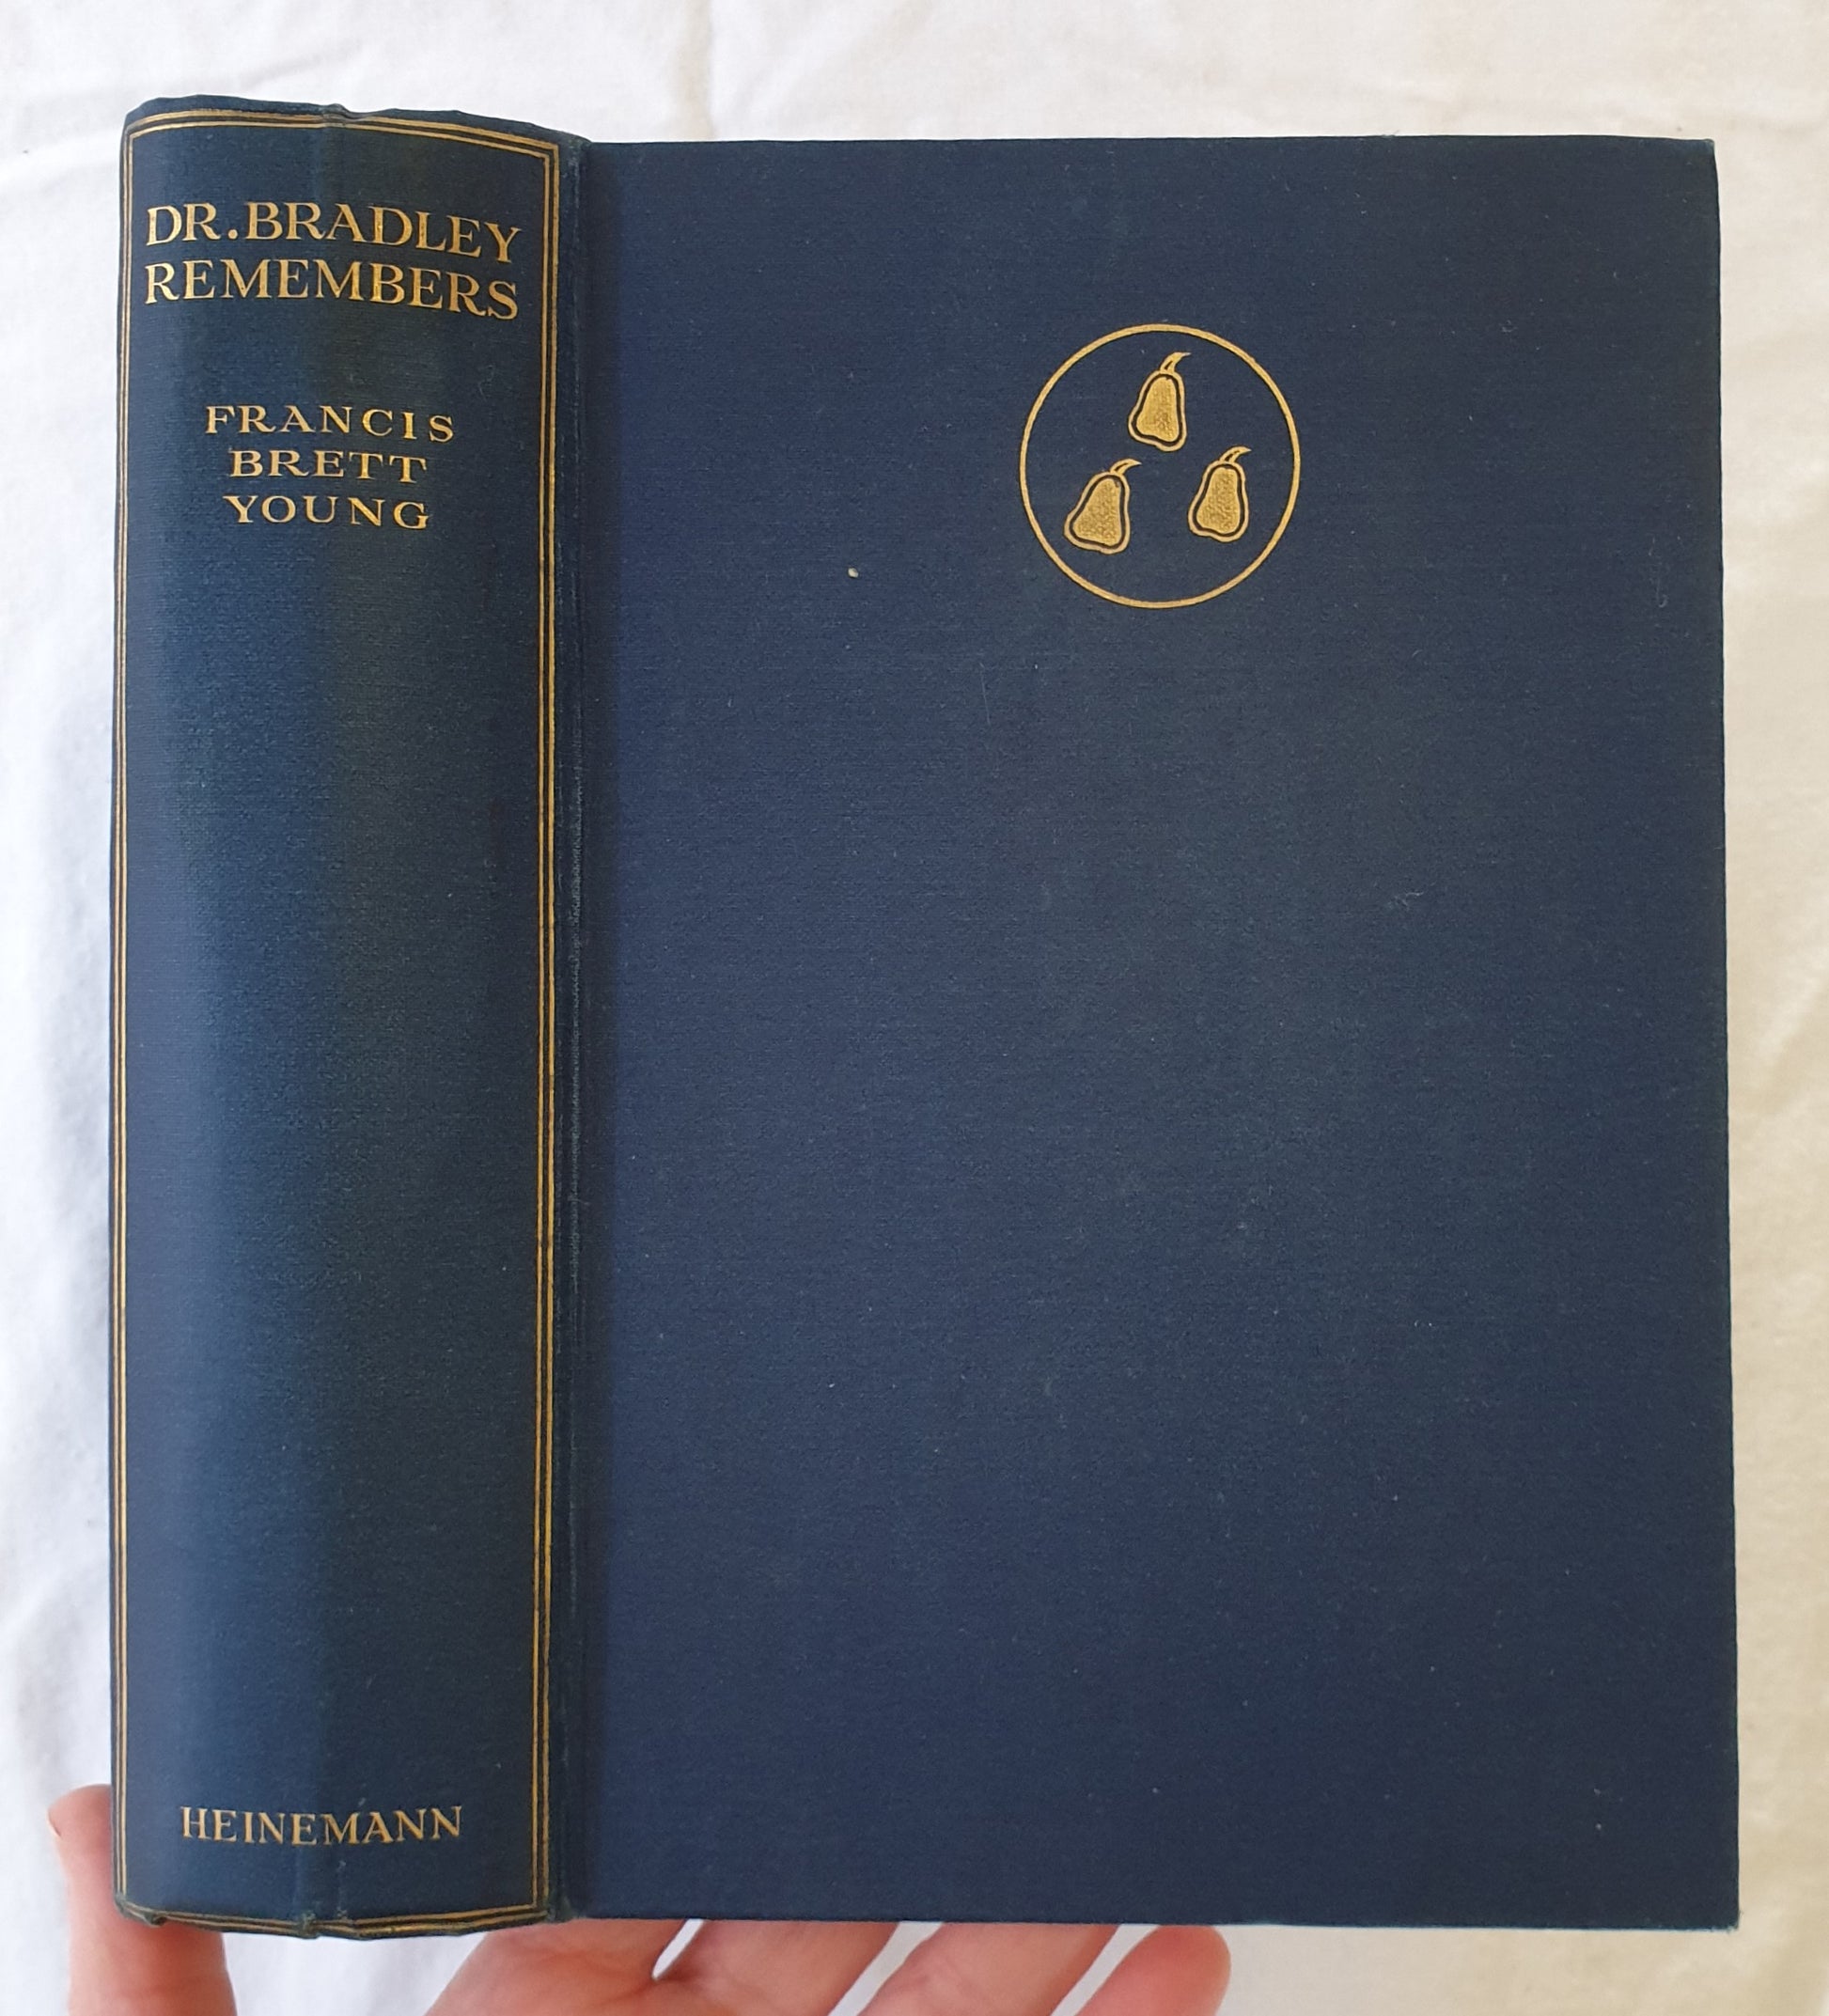 DR. BRADLEY
REMEMBERS
FRANCIS
BRETT
YOUNG
HEINEMANN